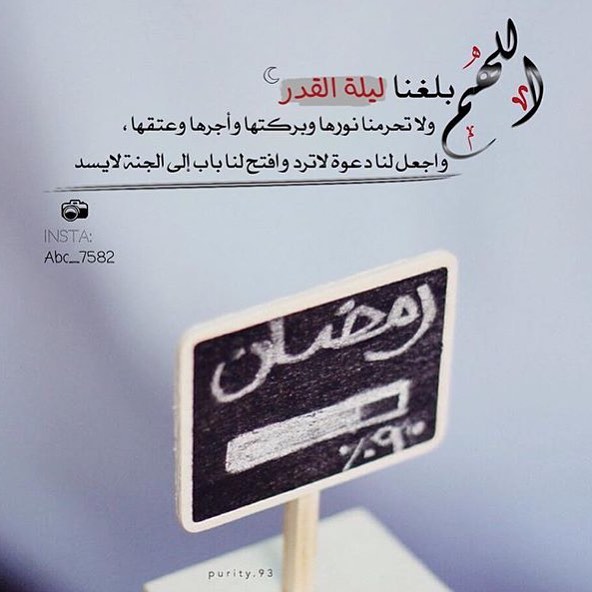 اللهم بلغنا ليلة القدر
ولا تحرمنا نورها وبركتها وأجرها وعتقها ،
واجعل لنا دعوة لاترد وافتح لنا باب إلى الجنة لايسد
INSTA:
Abc_7582
رمضان
٪٩٠
purity.93